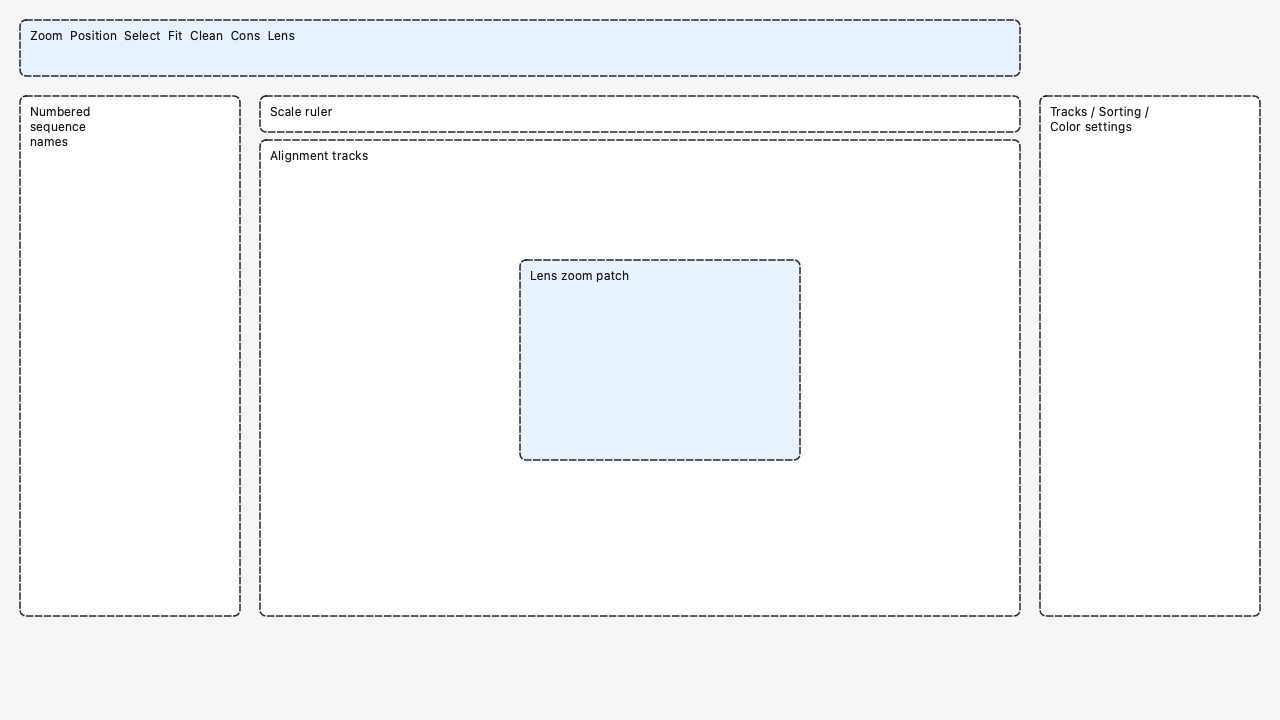 Zoom Position Select Fit Clean Cons Lens
Numbered
sequence
names
Scale ruler
Alignment tracks
Lens zoom patch
Tracks / Sorting /
Color settings